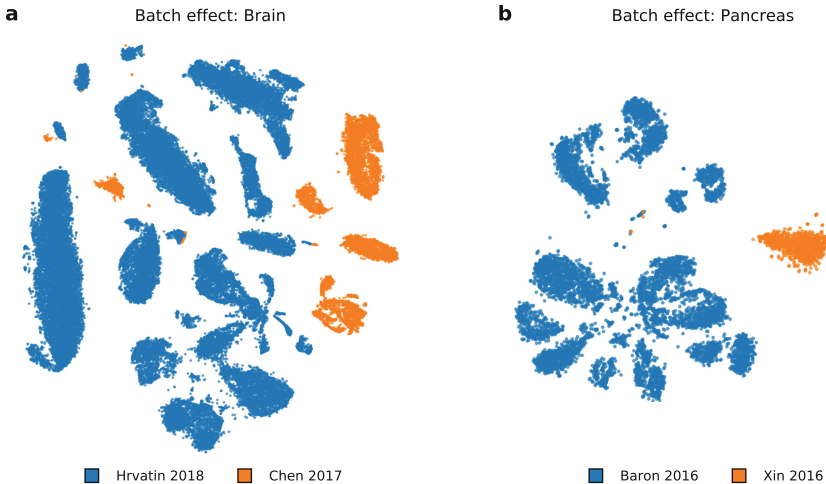 a
Batch effect: Brain
b
Batch effect: Pancreas
Hrvatin 2018
Chen 2017
Baron 2016
Xin 2016